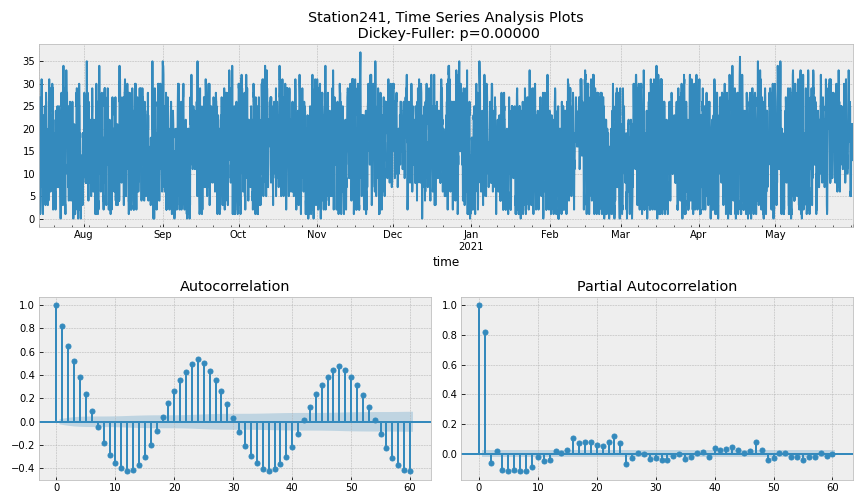 Station241, Time Series Analysis Plots
Dickey-Fuller: p=0.00000
35
30
25
20
15
10
5
0
Aug Sep Oct Nov Dec Jan Feb Mar Apr May
2021
time
Autocorrelation
1.0
0.8
0.6
0.4
0.2
0.0
−0.2
−0.4
0 10 20 30 40 50 60
Partial Autocorrelation
1.0
0.8
0.6
0.4
0.2
0.0
0 10 20 30 40 50 60